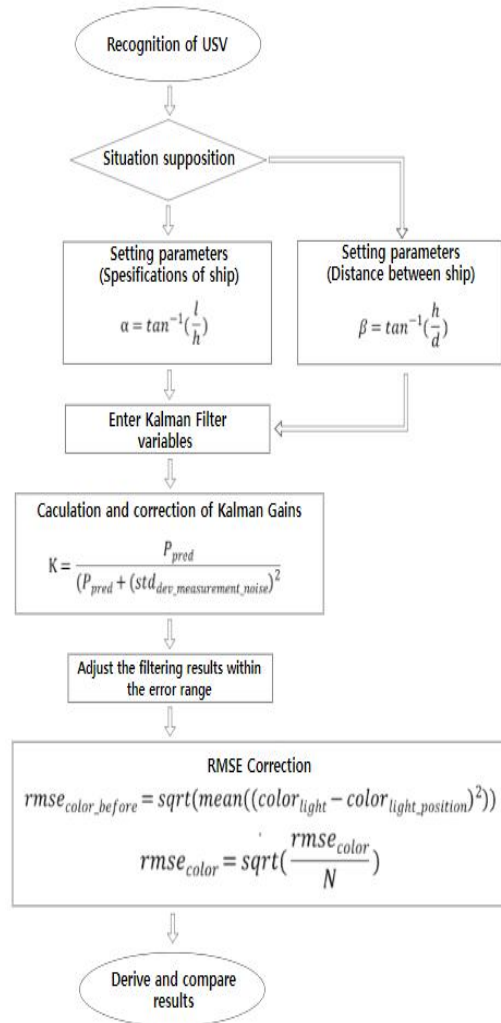 Recognition of USV
Situation supposition
Setting parameters
(Spesifications of ship)
α = tan⁻¹(l/h)
Setting parameters
(Distance between ship)
β = tan⁻¹(h/d)
Enter Kalman Filter
variables
Caculation and correction of Kalman Gains
K = P_pred / (P_pred + (std_dev_measurement_noise)²
Adjust the filtering results within
the error range
RMSE Correction
rmse_color_before = sqrt(mean((color_light − color_light_position)²))
rmse_color = sqrt(rmse_color/N)
Derive and compare
results